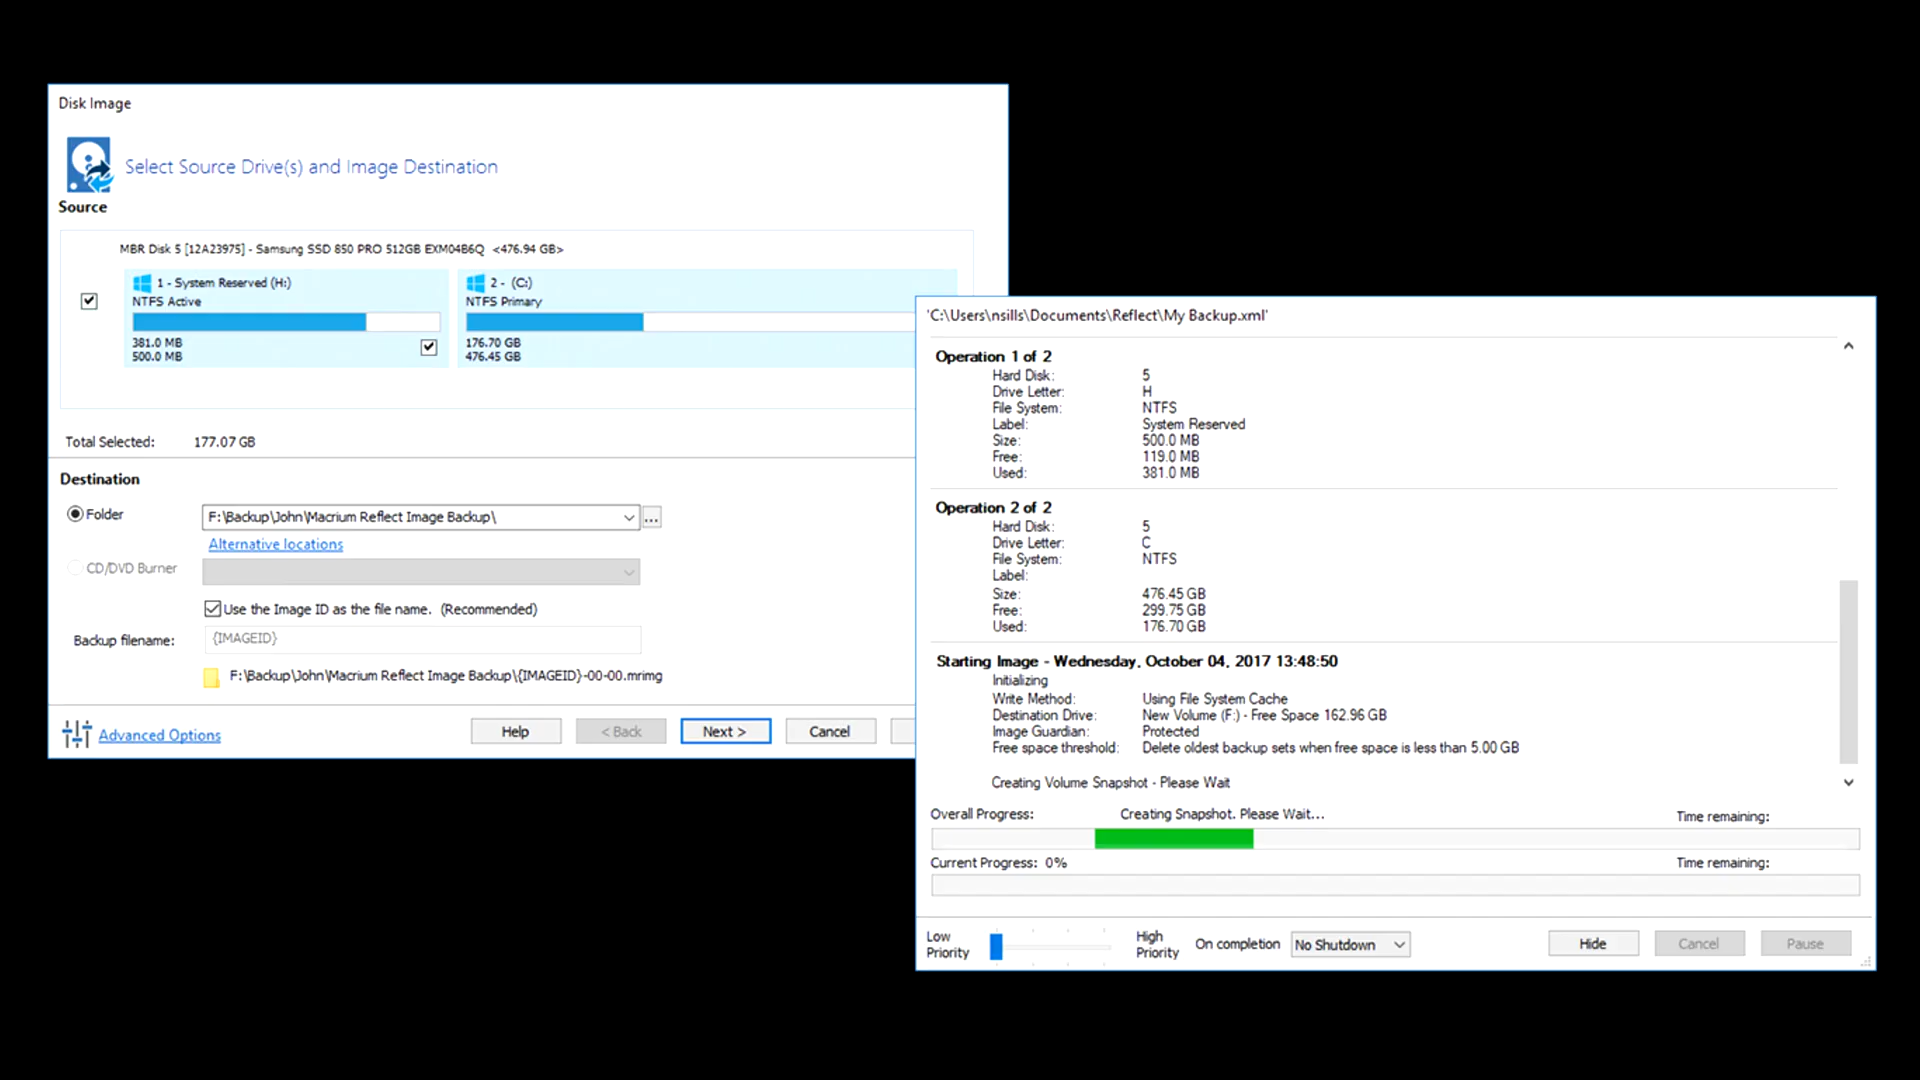 Disk Image
Select Source Drive(s) and Image Destination
Source
MBR Disk 5 [12A23975] - Samsung SSD 850 PRO 512GB EXM04B6Q <476.94 GB>
1 - System Reserved (H:)
NTFS Active
381.0 MB
500.0 MB
2 - (C:)
NTFS Primary
176.70 GB
476.45 GB
Total Selected: 177.07 GB
Destination
Folder
F:\Backup\John\Macrium Reflect Image Backup\
...
Alternative locations
CD/DVD Burner
Use the Image ID as the file name. (Recommended)
Backup filename: {IMAGEID}
F:\Backup\John\Macrium Reflect Image Backup\{IMAGEID}-00-00.mrimg
Advanced Options
Help
< Back
Next >
Cancel
'C:\Users\nsills\Documents\Reflect\My Backup.xml'
Operation 1 of 2
Hard Disk: 5
Drive Letter: H
File System: NTFS
Label: System Reserved
Size: 500.0 MB
Free: 119.0 MB
Used: 381.0 MB
Operation 2 of 2
Hard Disk: 5
Drive Letter: C
File System: NTFS
Label:
Size: 476.45 GB
Free: 299.75 GB
Used: 176.70 GB
Starting Image - Wednesday, October 04, 2017 13:48:50
Initializing
Write Method: Using File System Cache
Destination Drive: New Volume (F:) - Free Space 162.96 GB
Image Guardian: Protected
Free space threshold: Delete oldest backup sets when free space is less than 5.00 GB
Creating Volume Snapshot - Please Wait
Overall Progress: Creating Snapshot. Please Wait... Time remaining:
Current Progress: 0% Time remaining:
Low Priority
High Priority
On completion
No Shutdown
Hide
Cancel
Pause